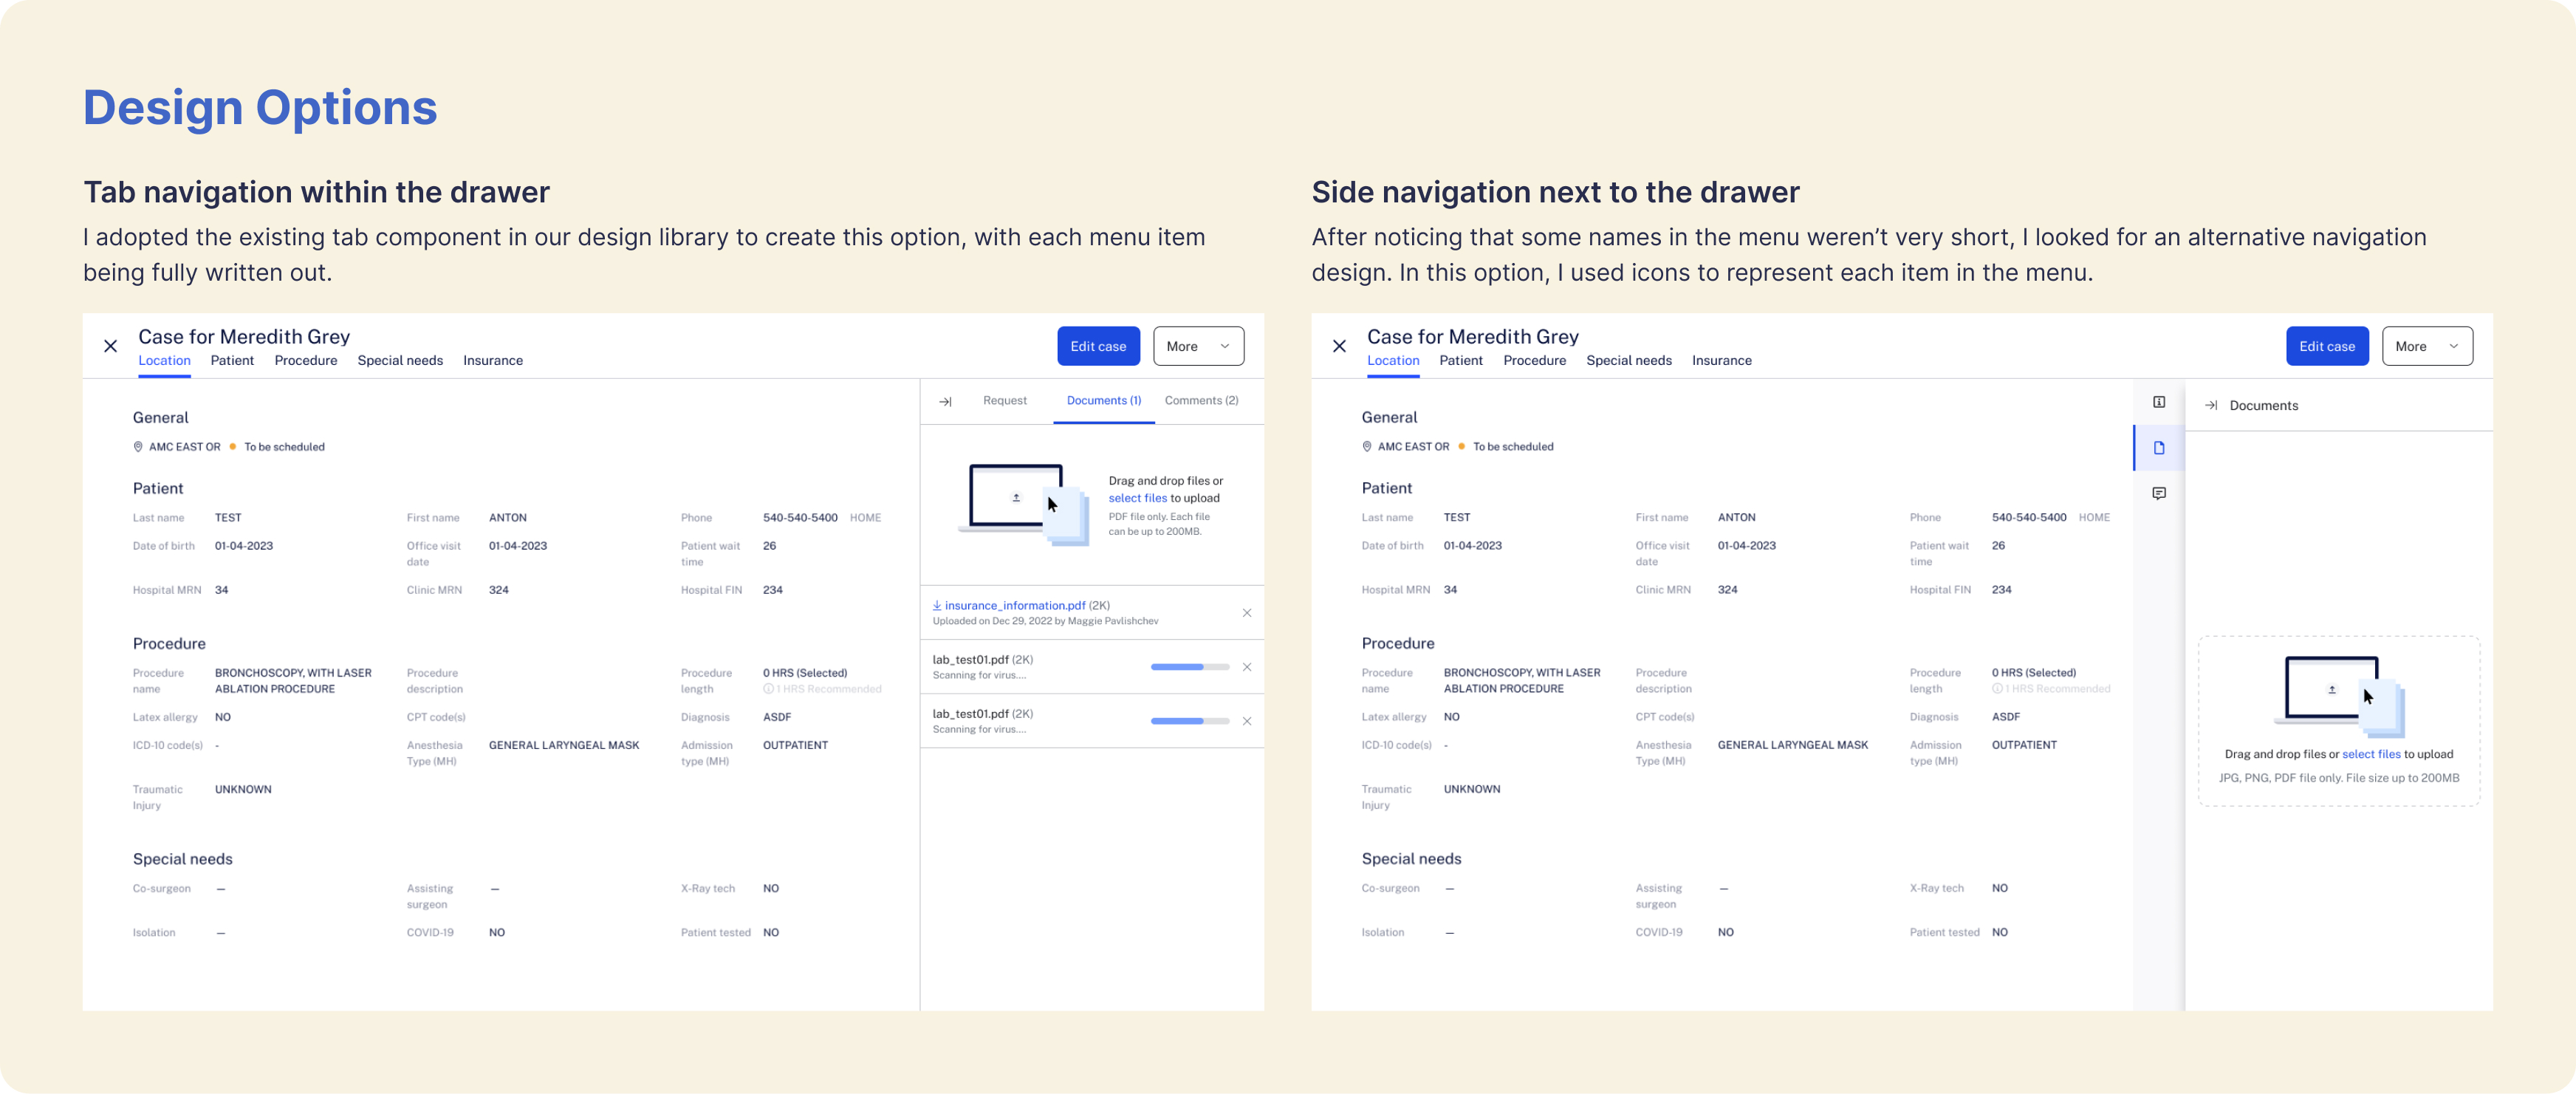 Design Options
Tab navigation within the drawer
I adopted the existing tab component in our design library to create this option, with each menu item
being fully written out.
Case for Meredith Grey
Location Patient Procedure Special needs Insurance
Edit case More
General
AMC EAST OR To be scheduled
Patient
Last name TEST First name ANTON Phone 540-540-5400 HOME
Date of birth 01-04-2023 Office visit 01-04-2023 Patient wait 26
date time
Hospital MRN 34 Clinic MRN 324 Hospital FIN 234
Procedure
Procedure BRONCHOSCOPY, WITH LASER Procedure Procedure 0 HRS (Selected)
name ABLATION PROCEDURE description length 1 HRS Recommended
Latex allergy NO CPT code(s) Diagnosis ASDF
ICD-10 code(s) - Anesthesia GENERAL LARYNGEAL MASK Admission OUTPATIENT
Type (MH) type (MH)
Traumatic UNKNOWN
Injury
Special needs
Co-surgeon — Assisting — X-Ray tech NO
surgeon
Isolation — COVID-19 NO Patient tested NO
Request Documents (1) Comments (2)
Drag and drop files or
select files to upload
PDF file only. Each file
can be up to 200MB.
insurance_information.pdf (2K)
Uploaded on Dec 29, 2022 by Maggie Pavlishchev
lab_test01.pdf (2K)
Scanning for virus....
lab_test01.pdf (2K)
Scanning for virus....
Side navigation next to the drawer
After noticing that some names in the menu weren’t very short, I looked for an alternative navigation
design. In this option, I used icons to represent each item in the menu.
Case for Meredith Grey
Location Patient Procedure Special needs Insurance
Edit case More
General
AMC EAST OR To be scheduled
Patient
Last name TEST First name ANTON Phone 540-540-5400 HOME
Date of birth 01-04-2023 Office visit 01-04-2023 Patient wait 26
date time
Hospital MRN 34 Clinic MRN 324 Hospital FIN 234
Procedure
Procedure BRONCHOSCOPY, WITH LASER Procedure Procedure 0 HRS (Selected)
name ABLATION PROCEDURE description length 1 HRS Recommended
Latex allergy NO CPT code(s) Diagnosis ASDF
ICD-10 code(s) - Anesthesia GENERAL LARYNGEAL MASK Admission OUTPATIENT
Type (MH) type (MH)
Traumatic UNKNOWN
Injury
Special needs
Co-surgeon — Assisting — X-Ray tech NO
surgeon
Isolation — COVID-19 NO Patient tested NO
Documents
Drag and drop files or select files to upload
JPG, PNG, PDF file only. File size up to 200MB